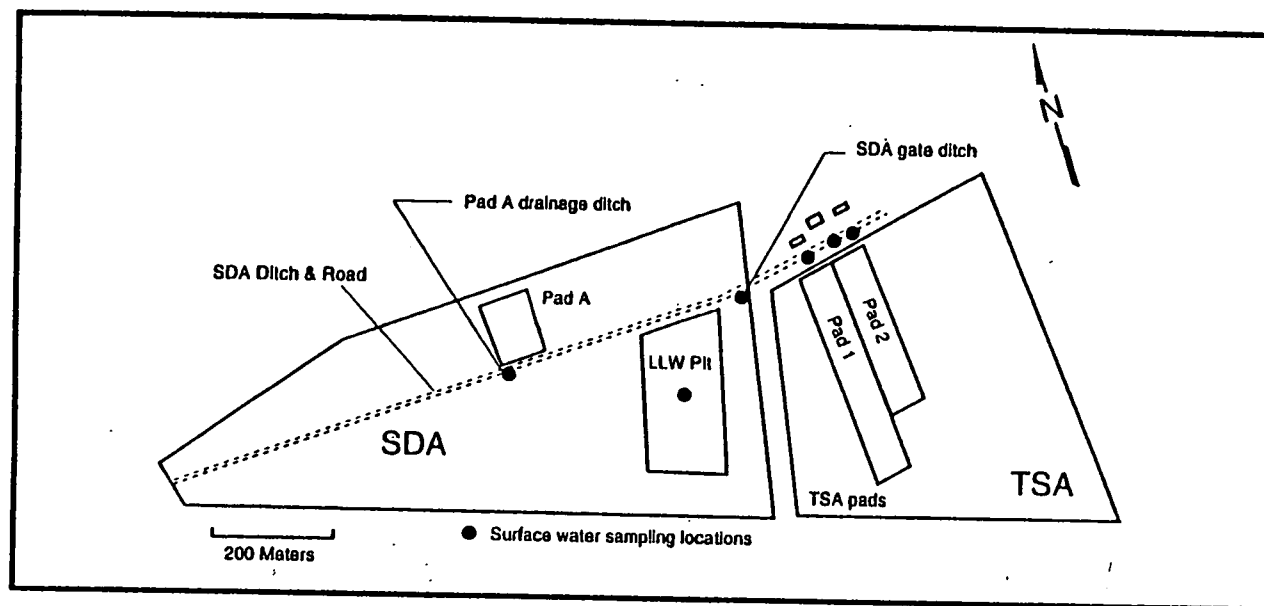 N
SDA gate ditch
Pad A drainage ditch
SDA Ditch & Road
Pad A
Pad 1
Pad 2
LLW Pit
SDA
TSA
TSA pads
200 Meters
Surface water sampling locations